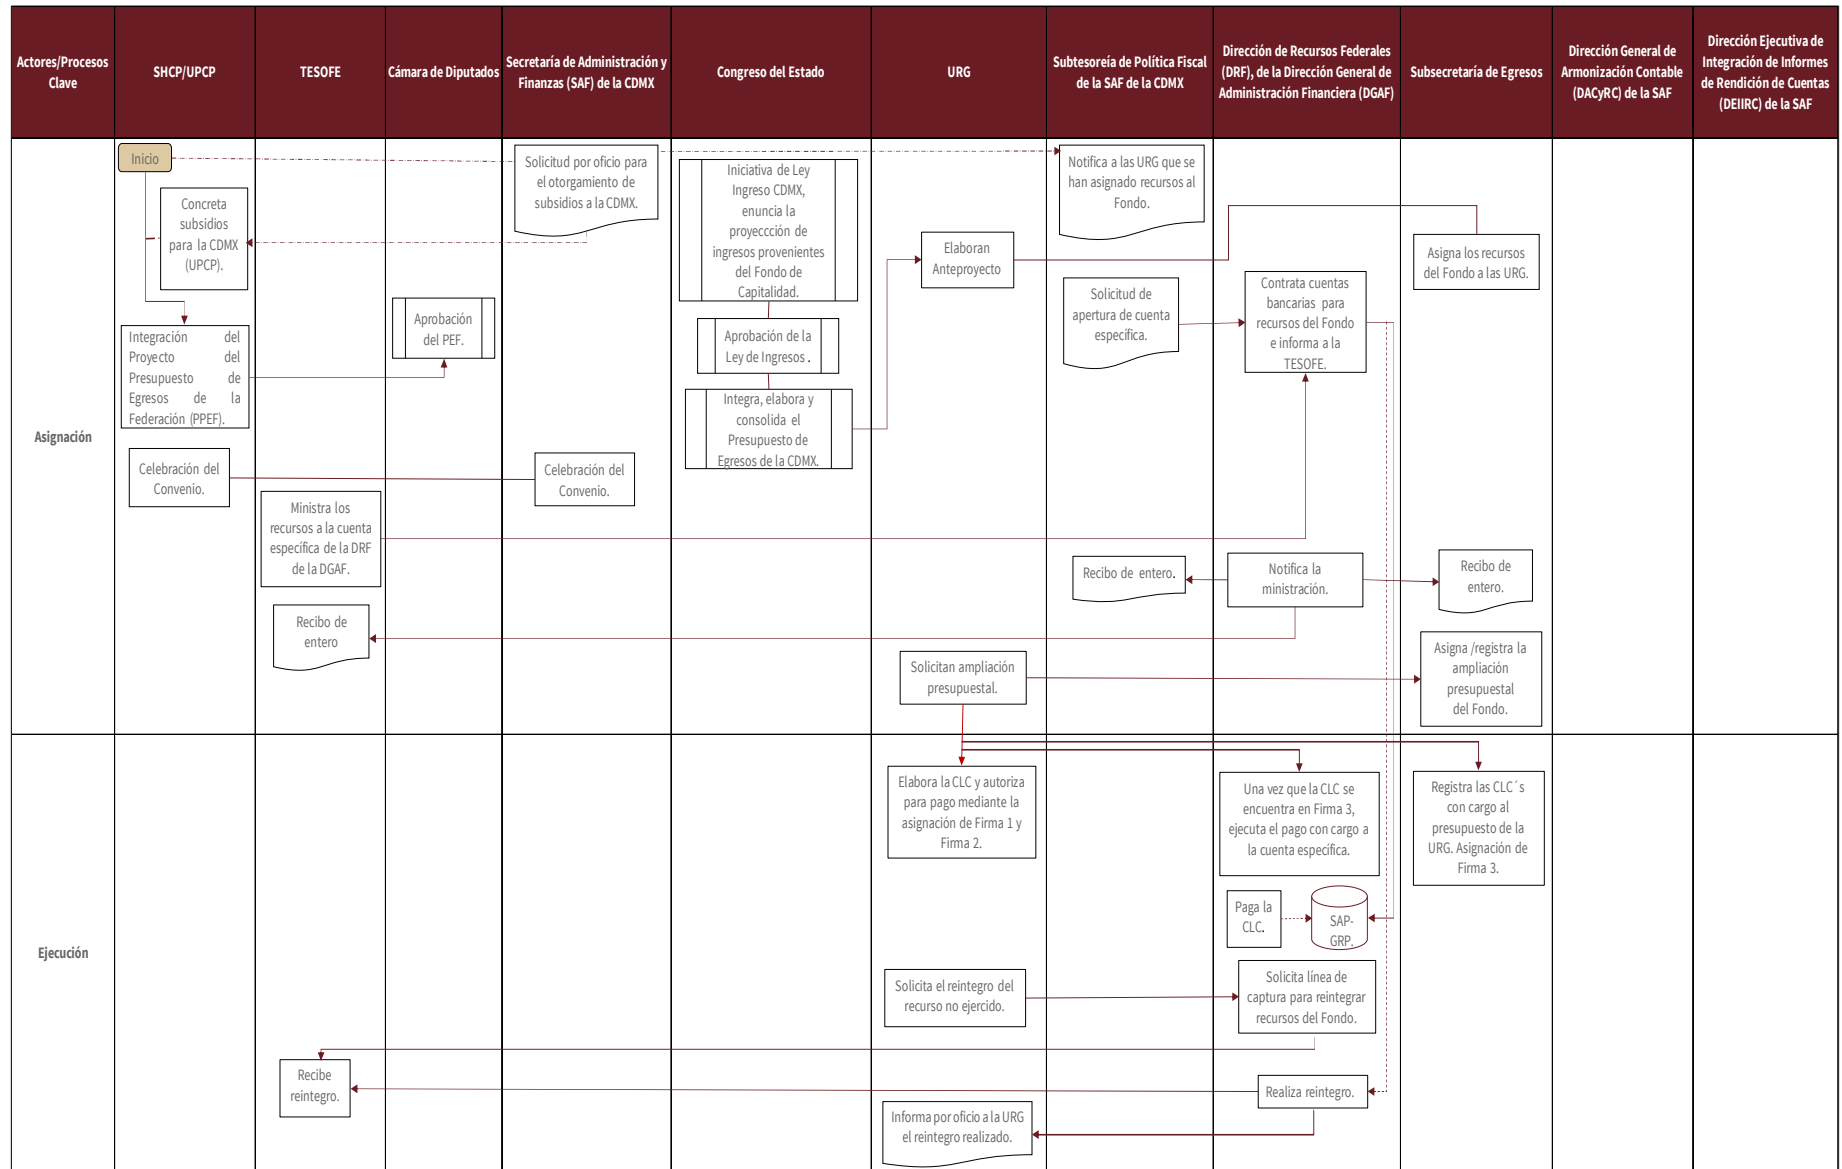 Actores/Procesos
Clave
SHCP/UPCP
TESOFE
Cámara de Diputados
Secretaría de Administración y
Finanzas (SAF) de la CDMX
Congreso del Estado
URG
Subtesoreía de Política Fiscal
de la SAF de la CDMX
Dirección de Recursos Federales
(DRF), de la Dirección General de
Administración Financiera (DGAF)
Subsecretaría de Egresos
Dirección General de
Armonización Contable
(DACyRC) de la SAF
Dirección Ejecutiva de
Integración de Informes
de Rendición de Cuentas
(DEIIRC) de la SAF
Asignación
Inicio
Concreta
subsidios
para la CDMX
(UPCP).
Integración del
Proyecto del
Presupuesto de
Egresos de la
Federación (PPEF).
Celebración del
Convenio.
Ministra los
recursos a la cuenta
específica de la DRF
de la DGAF.
Recibo de
entero
Aprobación
del PEF.
Solicitud por oficio para
el otorgamiento de
subsidios a la CDMX.
Celebración del
Convenio.
Iniciativa de Ley
Ingreso CDMX,
enuncia la
proyeccción de
ingresos provenientes
del Fondo de
Capitalidad.
Aprobación de la
Ley de Ingresos.
Integra, elabora y
consolida el
Presupuesto de
Egresos de la CDMX.
Elaboran
Anteproyecto
Solicitan ampliación
presupuestal.
Notifica a las URG que se
han asignado recursos al
Fondo.
Solicitud de
apertura de cuenta
específica.
Recibo de entero.
Contrata cuentas
bancarias para
recursos del Fondo
e informa a la
TESOFE.
Notifica la
ministración.
Asigna los recursos
del Fondo a las URG.
Recibo de
entero.
Asigna /registra la
ampliación
presupuestal
del Fondo.
Ejecución
Recibe
reintegro.
Elabora la CLC y autoriza
para pago mediante la
asignación de Firma 1 y
Firma 2.
Solicita el reintegro del
recurso no ejercido.
Informa por oficio a la URG
el reintegro realizado.
Una vez que la CLC se
encuentra en Firma 3,
ejecuta el pago con cargo a
la cuenta específica.
Paga la
CLC.
SAP-
GRP.
Solicita línea de
captura para reintegrar
recursos del Fondo.
Realiza reintegro.
Registra las CLC´s
con cargo al
presupuesto de la
URG. Asignación de
Firma 3.